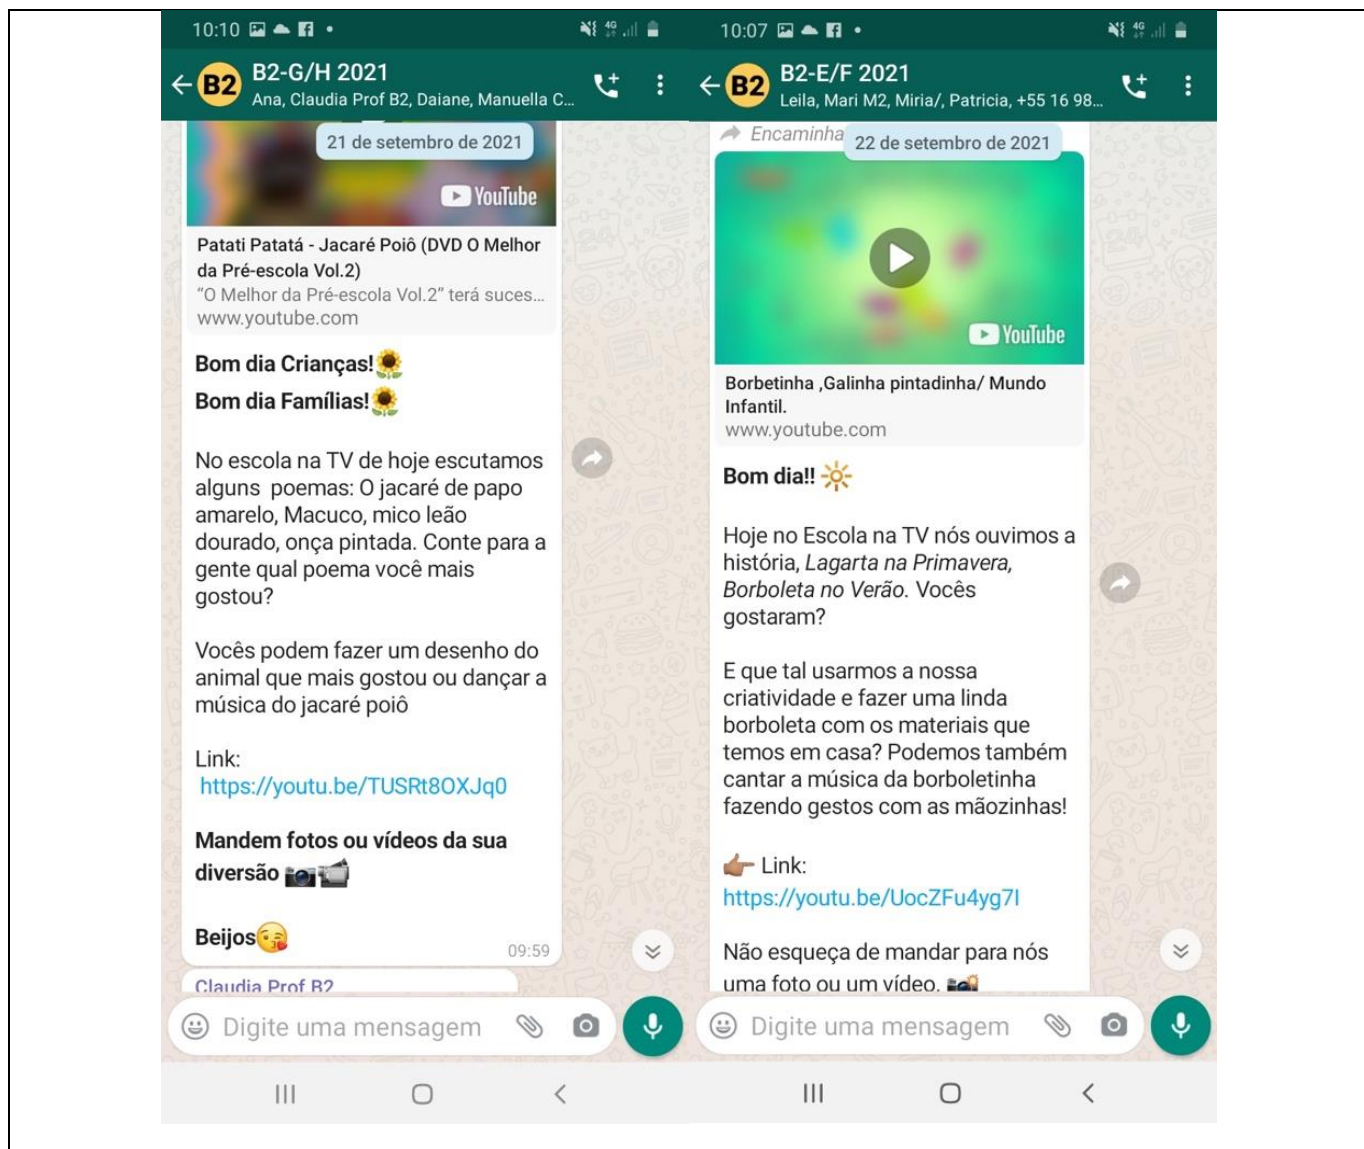 10:10
B2
B2-G/H 2021
Ana, Claudia Prof B2, Daiane, Manuella C...
21 de setembro de 2021
YouTube
Patati Patatá - Jacaré Poiô (DVD O Melhor
da Pré-escola Vol.2)
"O Melhor da Pré-escola Vol.2" terá suces...
www.youtube.com
Bom dia Crianças!🌻
Bom dia Famílias!🌻
No escola na TV de hoje escutamos
alguns poemas: O jacaré de papo
amarelo, Macuco, mico leão
dourado, onça pintada. Conte para a
gente qual poema você mais
gostou?
Vocês podem fazer um desenho do
animal que mais gostou ou dançar a
música do jacaré poiô
Link:
https://youtu.be/TUSRt8OXJq0
Mandem fotos ou vídeos da sua
diversão 📷📹
Beijos😘
09:59
Claudia Prof B2
Digite uma mensagem
10:07
4G
B2
B2-E/F 2021
Leila, Mari M2, Miria/, Patricia, +55 16 98...
Encaminha
22 de setembro de 2021
YouTube
Borbetinha ,Galinha pintadinha/ Mundo
Infantil.
www.youtube.com
Bom dia!! 🔆
Hoje no Escola na TV nós ouvimos a
história, Lagarta na Primavera,
Borboleta no Verão. Vocês
gostaram?
E que tal usarmos a nossa
criatividade e fazer uma linda
borboleta com os materiais que
temos em casa? Podemos também
cantar a música da borboletinha
fazendo gestos com as mãozinhas!
👉🏽 Link:
https://youtu.be/UocZFu4yg7I
Não esqueça de mandar para nós
uma foto ou um vídeo. 📸
Digite uma mensagem